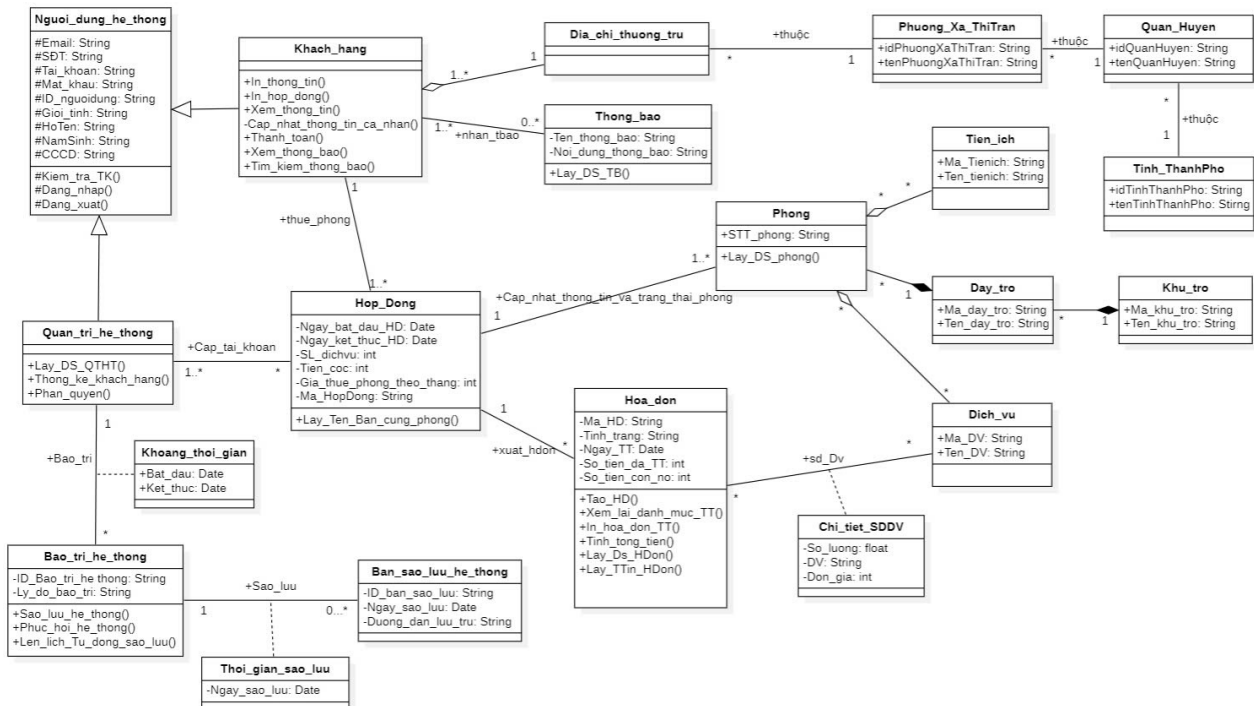 Nguoi_dung_he_thong
#Email: String
#SĐT: String
#Tai_khoan: String
#Mat_khau: String
#ID_nguoidung: String
#Gioi_tinh: String
#HoTen: String
#NamSinh: String
#CCCD: String
#Kiem_tra_TK()
#Dang_nhap()
#Dang_xuat()
Khach_hang
+In_thong_tin()
+In_hop_dong()
+Xem_thong_tin()
-Cap_nhat_thong_tin_ca_nhan()
+Thanh_toan()
+Xem_thong_bao()
+Tim_kiem_thong_bao()
1..*
1
Dia_chi_thuong_tru
*
+thuộc
1
Phuong_Xa_ThiTran
+idPhuongXaThiTran: String
+tenPhuongXaThiTran: String
+thuộc
*
1
Quan_Huyen
+idQuanHuyen: String
+tenQuanHuyen: String
*
+thuộc
1
Tinh_ThanhPho
+idTinhThanhPho: String
+tenTinhThanhPho: String
1..*
+nhan_tbao
0..*
Thong_bao
-Ten_thong_bao: String
-Noi_dung_thong_bao: String
+Lay_DS_TB()
Tien_ich
+Ma_Tienich: String
+Ten_tienich: String
*
*
Phong
+STT_phong: String
+Lay_DS_phong()
1
+thue_phong
1..*
1..*
+Cap_nhat_thong_tin_va_trang_thai_phong
1
*
1
Day_tro
+Ma_day_tro: String
+Ten_day_tro: String
*
1
Khu_tro
+Ma_khu_tro: String
+Ten_khu_tro: String
*
*
Hop_Dong
-Ngay_bat_dau_HD: Date
-Ngay_ket_thuc_HD: Date
-SL_dichvu: int
-Tien_coc: int
-Gia_thue_phong_theo_thang: int
-Ma_HopDong: String
+Lay_Ten_Ban_cung_phong()
Quan_tri_he_thong
+Lay_DS_QTHT()
+Thong_ke_khach_hang()
+Phan_quyen()
+Cap_tai_khoan
1..*
*
1
+xuat_hdon
*
Hoa_don
-Ma_HD: String
-Tinh_trang: String
-Ngay_TT: Date
-So_tien_da_TT: int
-So_tien_con_no: int
+Tao_HD()
+Xem_lai_danh_muc_TT()
+In_hoa_don_TT()
+Tinh_tong_tien()
+Lay_Ds_HDon()
+Lay_TTin_HDon()
Dich_vu
+Ma_DV: String
+Ten_DV: String
*
+sd_Dv
*
Chi_tiet_SDDV
-So_luong: float
-DV: String
-Don_gia: int
1
+Bao_tri
*
Khoang_thoi_gian
+Bat_dau: Date
+Ket_thuc: Date
Bao_tri_he_thong
-ID_Bao_tri_he thong: String
-Ly_do_bao_tri: String
+Sao_luu_he_thong()
+Phuc_hoi_he_thong()
+Len_lich_Tu_dong_sao_luu()
+Sao_luu
1
0...*
Ban_sao_luu_he_thong
-ID_ban_sao_luu: String
-Ngay_sao_luu: Date
-Duong_dan_luu_tru: String
Thoi_gian_sao_luu
-Ngay_sao_luu: Date